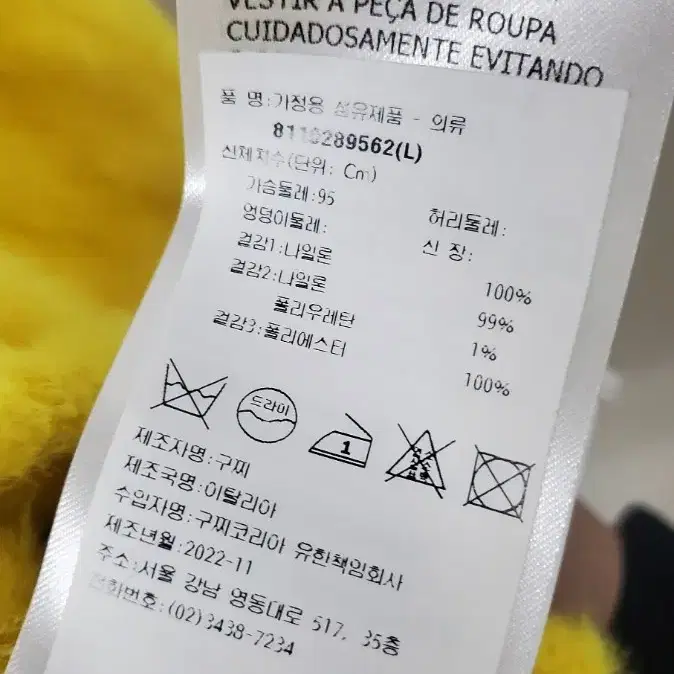 VESTIR A PEÇA DE ROUPA
CUIDADOSAMENTE EVITANDO
품 명:가정용 섬유제품 - 의류
8110289562(L)
신체치수(단위: Cm)
가슴둘레:95 허리둘레:
엉덩이둘레: 신 장:
겉감1:나일론 100%
겉감2:나일론 99%
폴리우레탄 1%
겉감3:폴리에스터 100%
드라이
1
제조자명:구찌
제조국명:이탈리아
수입자명:구찌코리아 유한책임회사
제조년월:2022-11
주소:서울 강남 영동대로 517, 35층
전화번호:(02)3438-7234